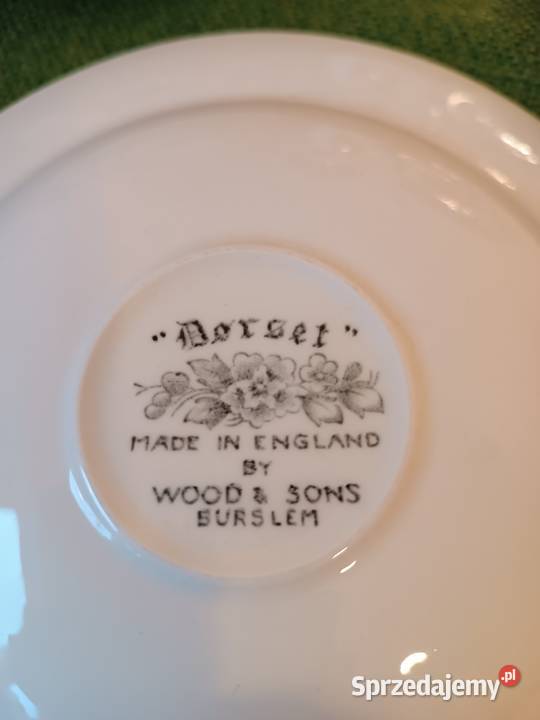 "Dorset"
MADE IN ENGLAND
BY
WOOD & SONS
BURSLEM
Sprzedajemy.pl